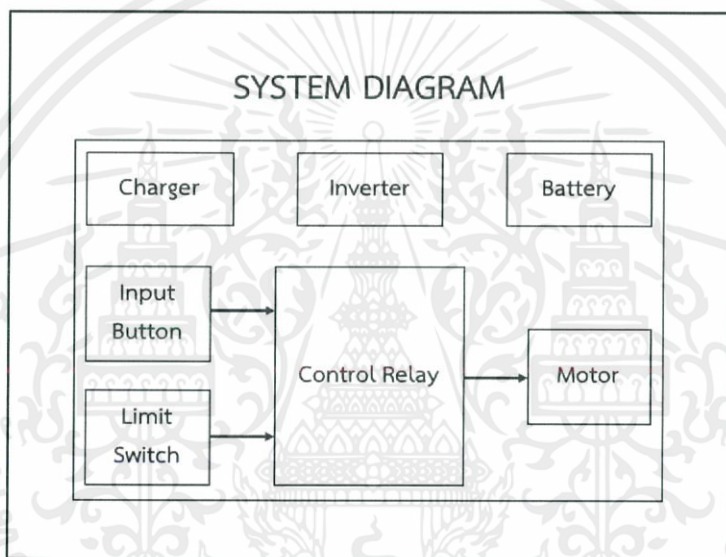 SYSTEM DIAGRAM
Charger
Inverter
Battery
Input
Button
Control Relay
Motor
Limit
Switch